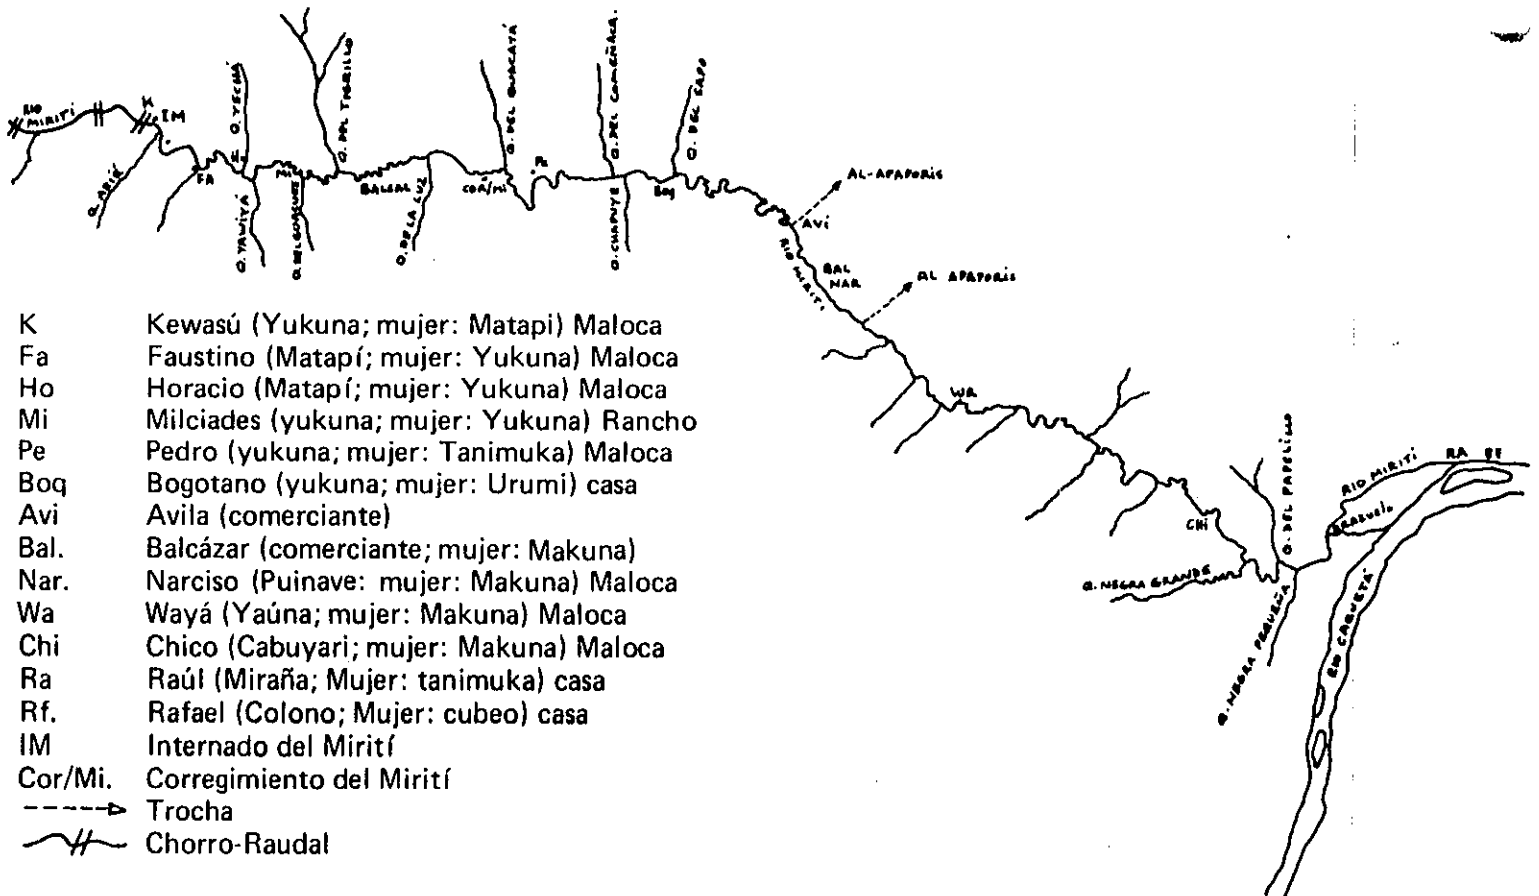 RIO
MIRITÍ
K
IM
Q. ARIÉ
FA
Q. YECHÁ
Q. YAWIYÁ
MI
Q. DEL TIGRILLO
BALSAL
Q. DE LA LUZ
COR/MI
Q. DEL GUACAYÁ
PE
Q. DEL COMEÑACA.
Q. CHAPUYE
BOQ
Q. DEL SAPO
AL-APAPORIS
AVI
RIO MIRITI
BAL
NAR
AL APAPORIS
WA
CHI
Q. NEGRA GRANDE
Q. DEL PAPELILLO
Q. NEGRA PEQUEÑA
RIO MIRITÍ
BRAZUELO
RA RF
RIO CAQUETÁ
K Kewasú (Yukuna; mujer: Matapi) Maloca
Fa Faustino (Matapí; mujer: Yukuna) Maloca
Ho Horacio (Matapí; mujer: Yukuna) Maloca
Mi Milciades (yukuna; mujer: Yukuna) Rancho
Pe Pedro (yukuna; mujer: Tanimuka) Maloca
Boq Bogotano (yukuna; mujer: Urumi) casa
Avi Avila (comerciante)
Bal. Balcázar (comerciante; mujer: Makuna)
Nar. Narciso (Puinave: mujer: Makuna) Maloca
Wa Wayá (Yaúna; mujer: Makuna) Maloca
Chi Chico (Cabuyari; mujer: Makuna) Maloca
Ra Raúl (Miraña; Mujer: tanimuka) casa
Rf. Rafael (Colono; Mujer: cubeo) casa
IM Internado del Mirití
Cor/Mi. Corregimiento del Mirití
Trocha
Chorro-Raudal